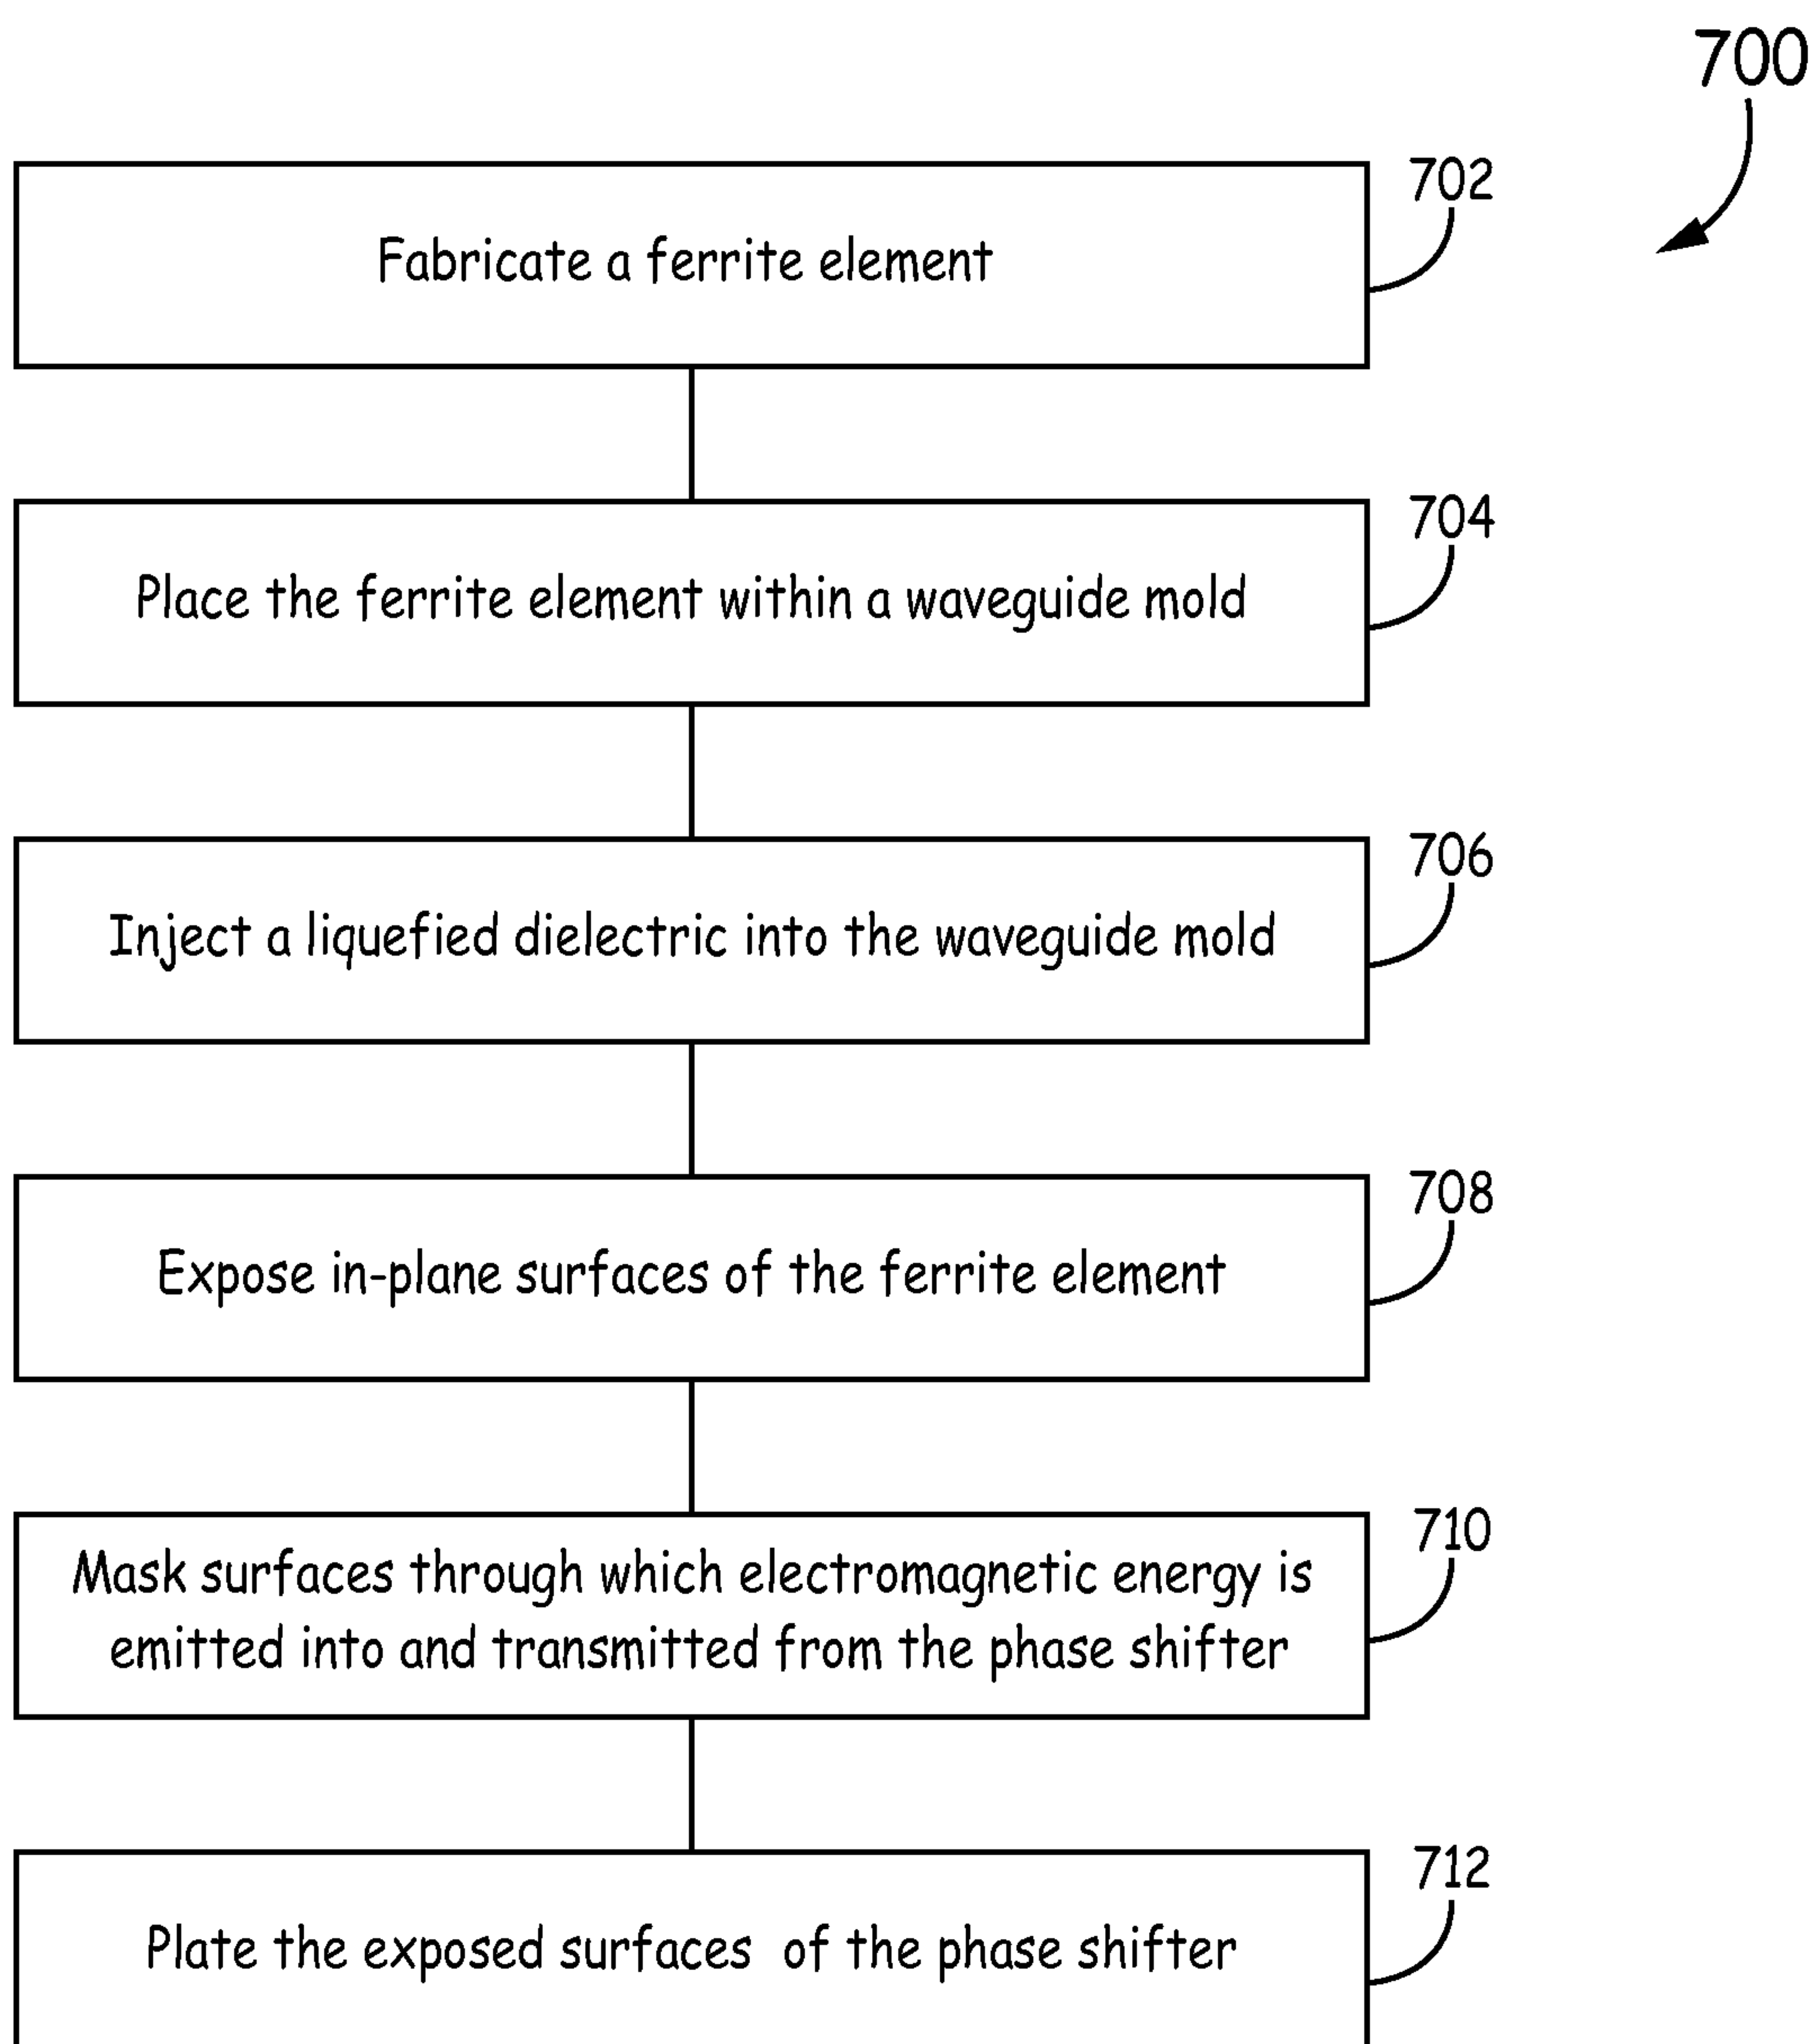 700
702
Fabricate a ferrite element
704
Place the ferrite element within a waveguide mold
706
Inject a liquefied dielectric into the waveguide mold
708
Expose in-plane surfaces of the ferrite element
710
Mask surfaces through which electromagnetic energy is
emitted into and transmitted from the phase shifter
712
Plate the exposed surfaces of the phase shifter